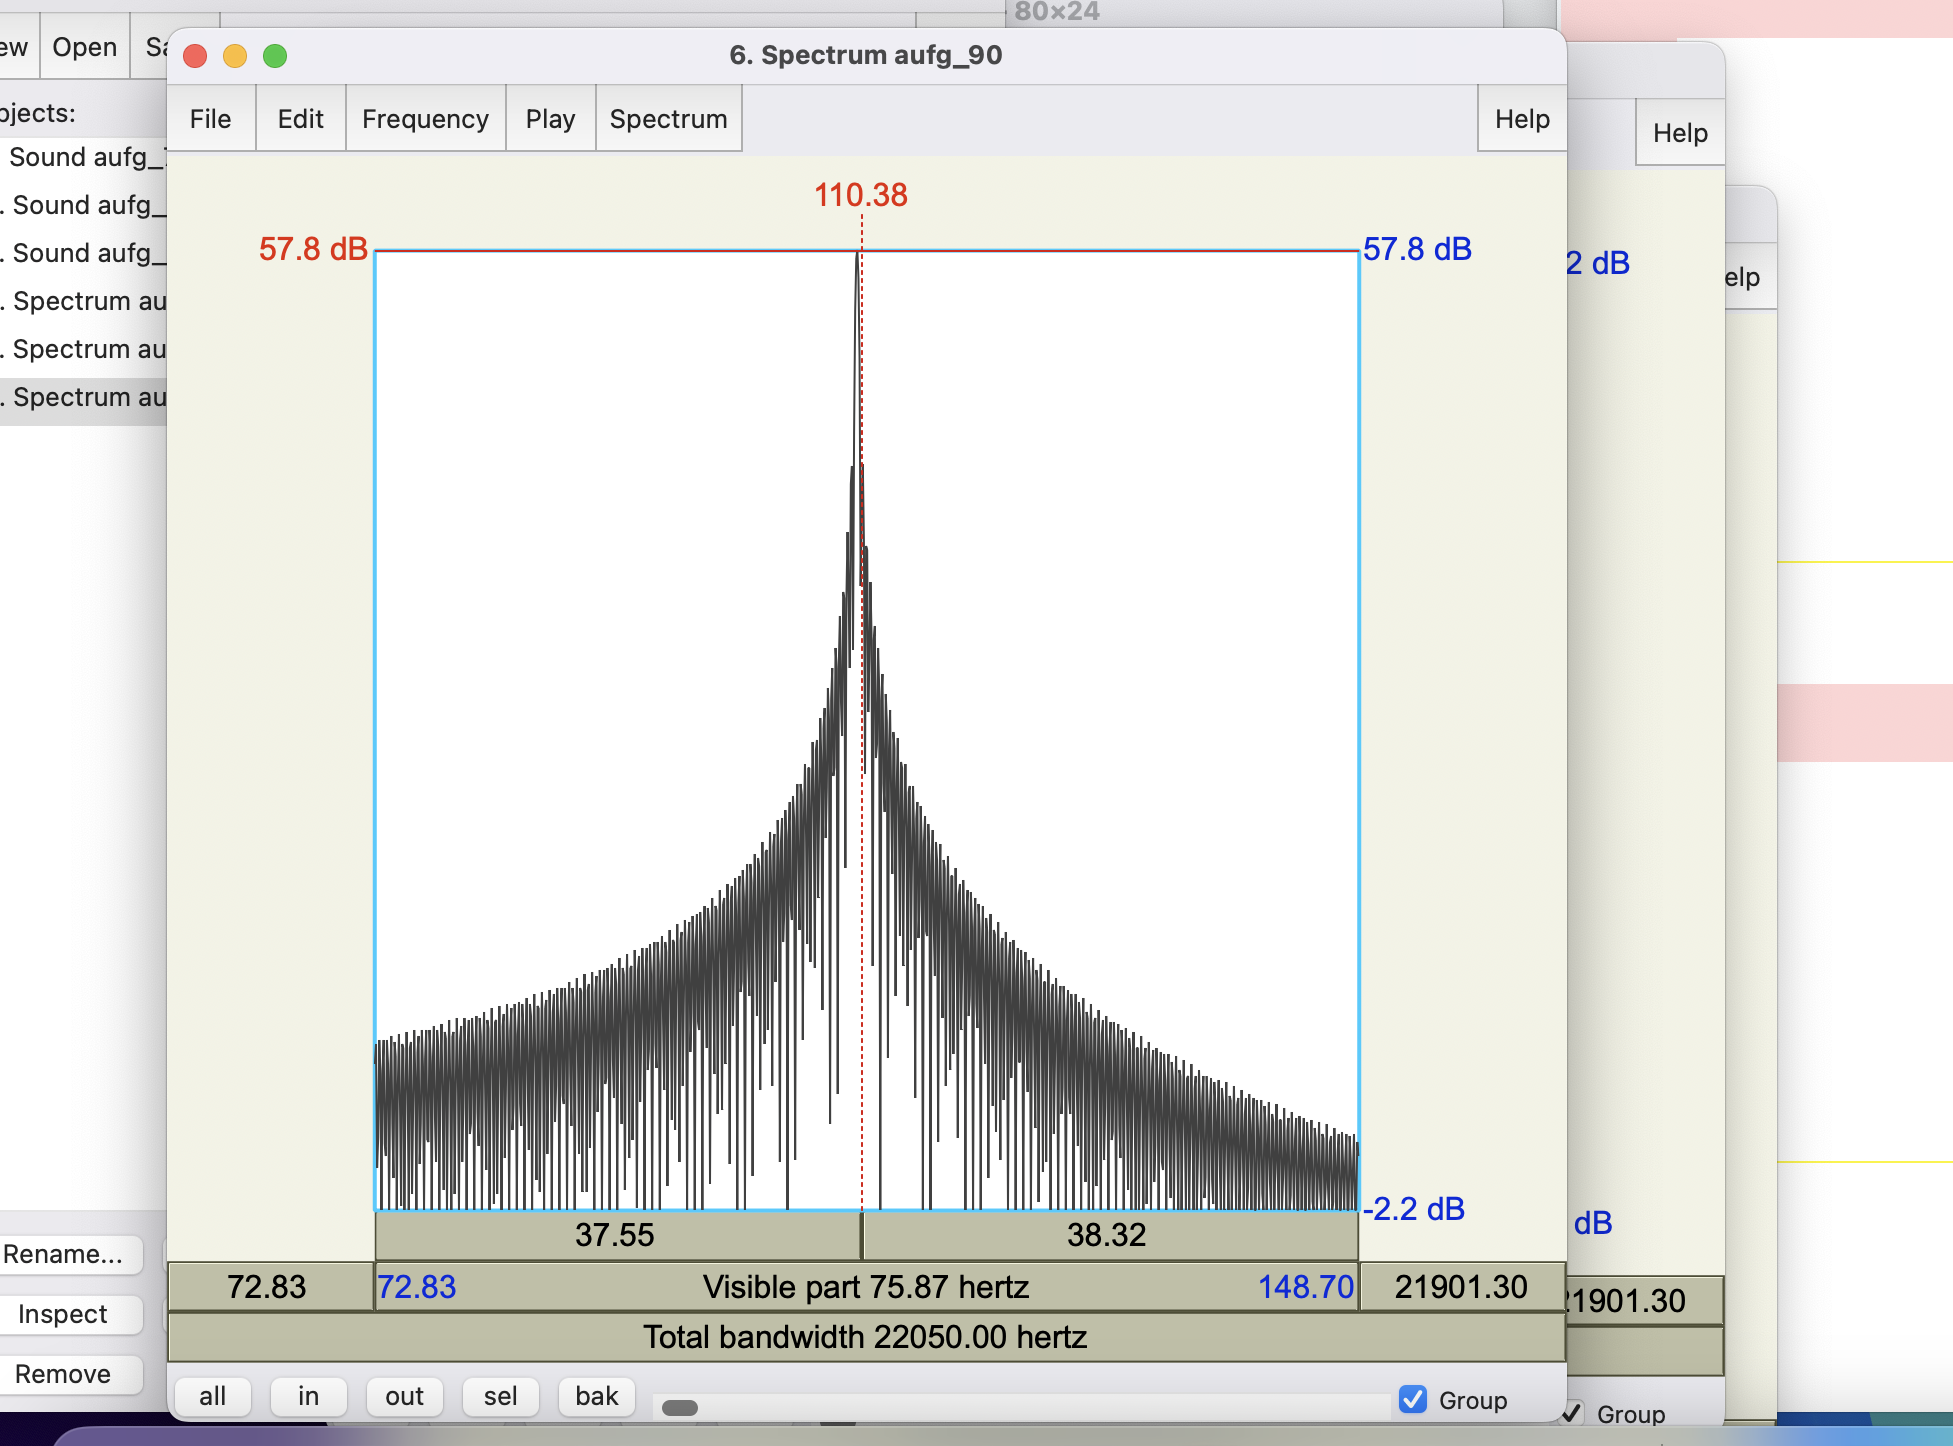 80×24
ew Open Sa
6. Spectrum aufg_90
File Edit Frequency Play Spectrum Help
Help
elp
bjects:
Sound aufg_
. Sound aufg_
. Sound aufg_
. Spectrum au
. Spectrum au
. Spectrum au
110.38
57.8 dB 57.8 dB
2 dB
-2.2 dB
dB
37.55 38.32
72.83 72.83 Visible part 75.87 hertz 148.70 21901.30
21901.30
Total bandwidth 22050.00 hertz
Rename...
Inspect
Remove
all in out sel bak Group
Group